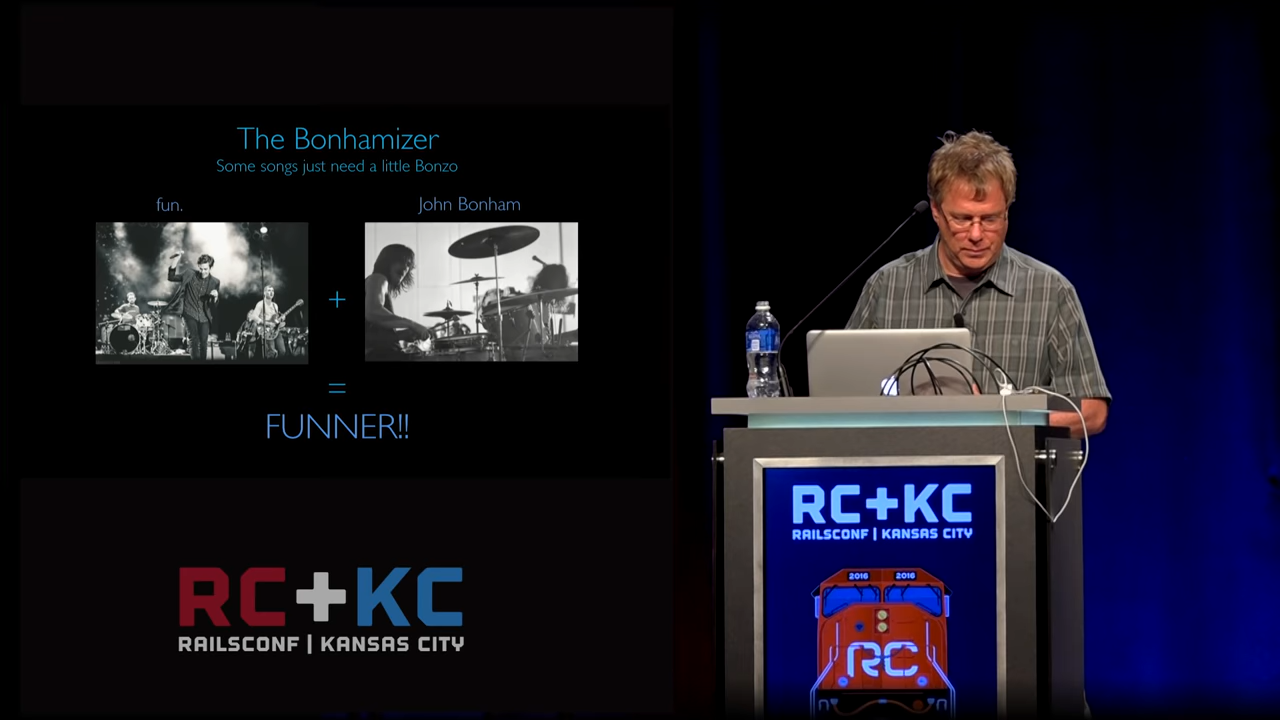 The Bonhamizer
Some songs just need a little Bonzo
fun.
John Bonham
+
=
FUNNER!!
RC+KC
RAILSCONF | KANSAS CITY
RC+KC
RAILSCONF | KANSAS CITY
2016
2016
RC